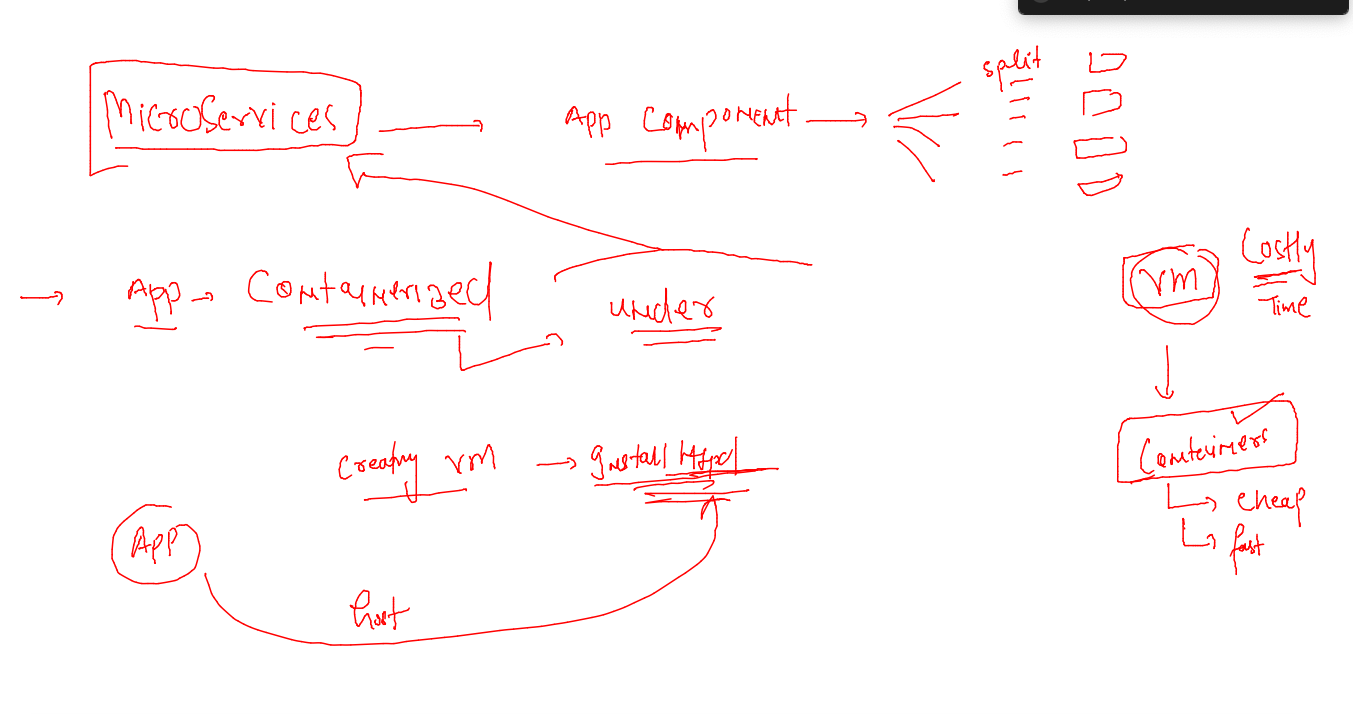 MicroServices → App Component → split
App → Containerized under
VM Costly
Time
Containers
cheap
fast
Creating VM → Install Httpd
App
host